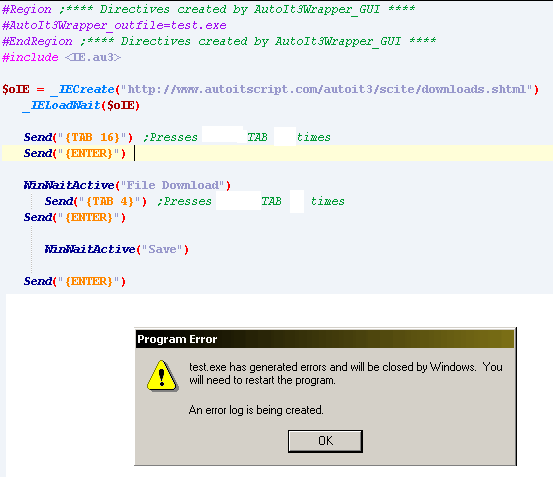 #Region ;**** Directives created by AutoIt3Wrapper_GUI ****
#AutoIt3Wrapper_outfile=test.exe
#EndRegion ;**** Directives created by AutoIt3Wrapper_GUI ****
#include <IE.au3>
$oIE = _IECreate("http://www.autoitscript.com/autoit3/scite/downloads.shtml")
_IELoadWait($oIE)
Send("{TAB 16}") ;Presses TAB times
Send("{ENTER}")
WinWaitActive("File Download")
Send("{TAB 4}") ;Presses TAB times
Send("{ENTER}")
WinWaitActive("Save")
Send("{ENTER}")
Program Error
test.exe has generated errors and will be closed by Windows. You
will need to restart the program.
An error log is being created.
OK